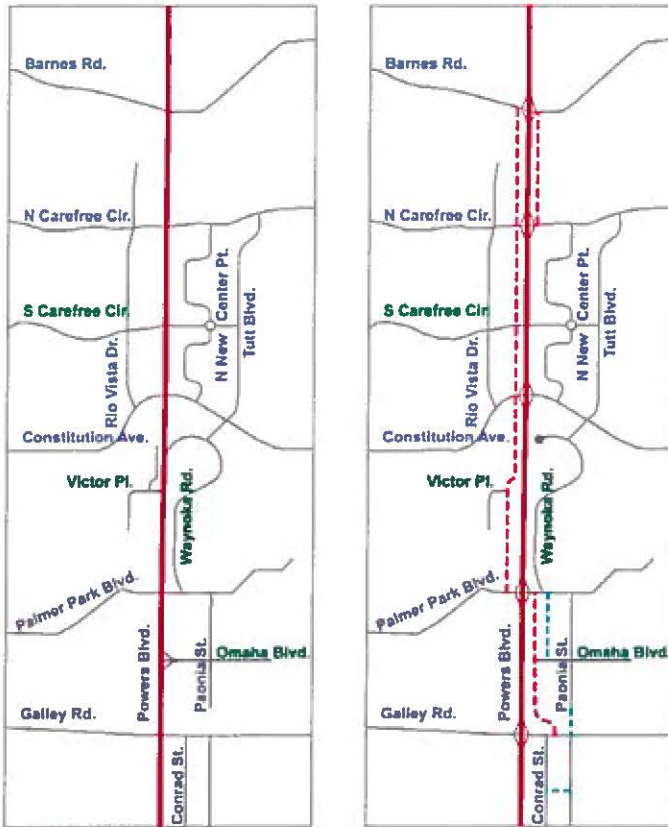 Barnes Rd.
N Carefree Cir.
S Carefree Cir.
Rio Vista Dr.
N New Center Pt.
Tutt Blvd.
Constitution Ave.
Victor Pl.
Waynoka Rd.
Palmer Park Blvd.
Powers Blvd.
Paonia St.
Omaha Blvd.
Galley Rd.
Conrad St.
Barnes Rd.
N Carefree Cir.
S Carefree Cir.
Rio Vista Dr.
N New Center Pt.
Tutt Blvd.
Constitution Ave.
Victor Pl.
Waynoka Rd.
Palmer Park Blvd.
Powers Blvd.
Paonia St.
Omaha Blvd.
Galley Rd.
Conrad St.